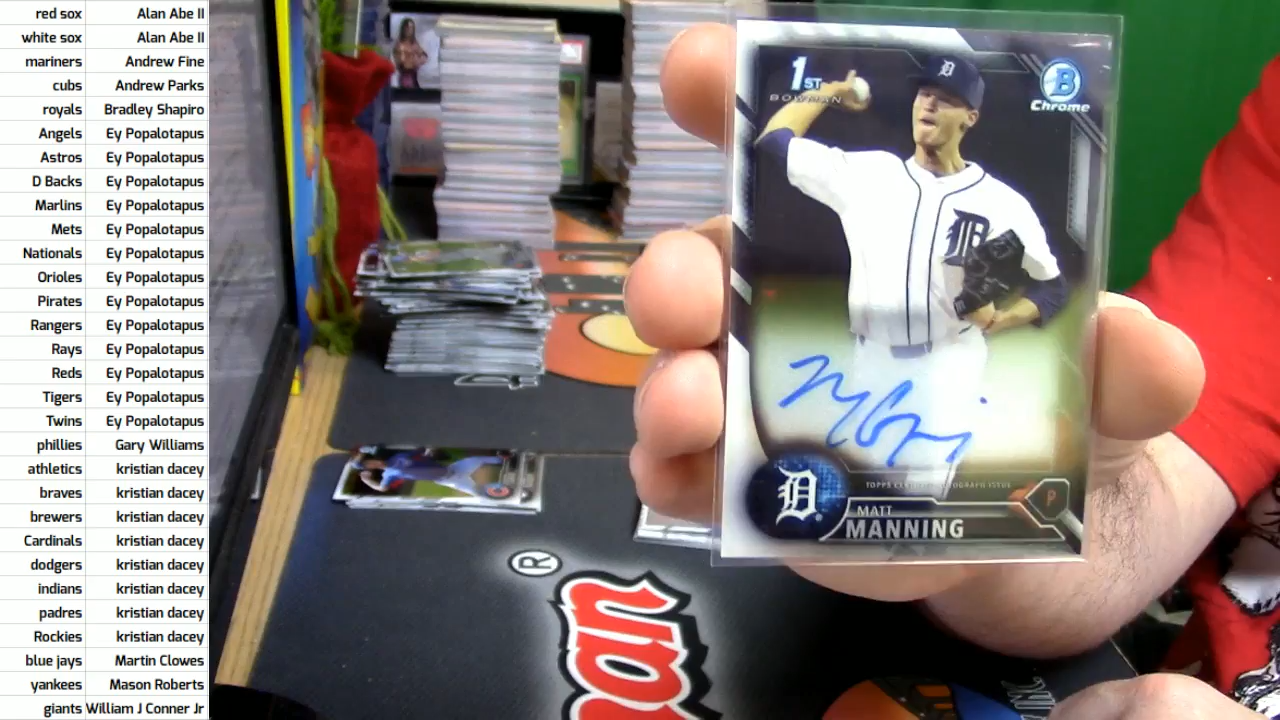 red sox Alan Abe II
white sox Alan Abe II
mariners Andrew Fine
cubs Andrew Parks
royals Bradley Shapiro
Angels Ey Popalotapus
Astros Ey Popalotapus
D Backs Ey Popalotapus
Marlins Ey Popalotapus
Mets Ey Popalotapus
Nationals Ey Popalotapus
Orioles Ey Popalotapus
Pirates Ey Popalotapus
Rangers Ey Popalotapus
Rays Ey Popalotapus
Reds Ey Popalotapus
Tigers Ey Popalotapus
Twins Ey Popalotapus
phillies Gary Williams
athletics kristian dacey
braves kristian dacey
brewers kristian dacey
Cardinals kristian dacey
dodgers kristian dacey
indians kristian dacey
padres kristian dacey
Rockies kristian dacey
blue jays Martin Clowes
yankees Mason Roberts
giants William J Conner Jr
1ST
BOWMAN
B
Chrome
D
D
TOPPS CERTIFIED AUTOGRAPH ISSUE
D
P
MATT
MANNING
®